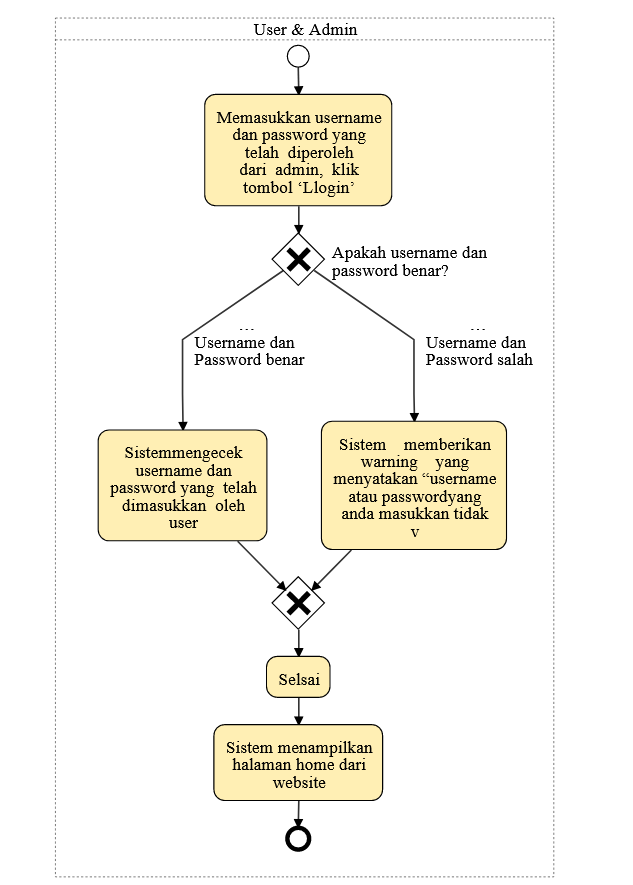 User & Admin
Memasukkan username
dan password yang
telah diperoleh
dari admin, klik
tombol ‘Llogin’
Apakah username dan
password benar?
...
Username dan
Password benar
...
Username dan
Password salah
Sistemmengecek
username dan
password yang telah
dimasukkan oleh
user
Sistem memberikan
warning yang
menyatakan “username
atau passwordyang
anda masukkan tidak
v
Selsai
Sistem menampilkan
halaman home dari
website